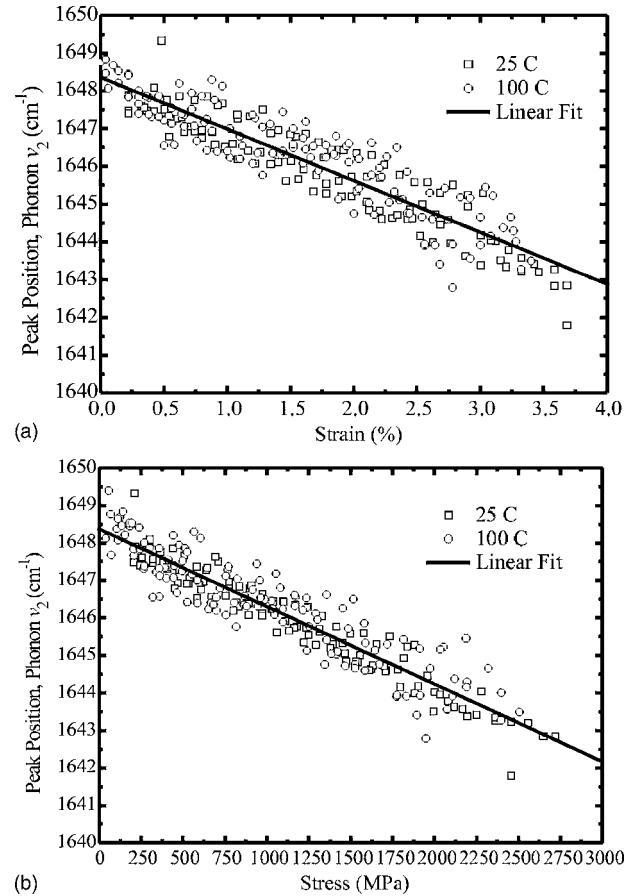 1650
1649
1648
1647
1646
1645
1644
1643
1642
1641
1640
Peak Position, Phonon ν2 (cm-1)
25 C
100 C
Linear Fit
0.0 0.5 1.0 1.5 2.0 2.5 3.0 3.5 4.0
Strain (%)
(a)
1650
1649
1648
1647
1646
1645
1644
1643
1642
1641
1640
Peak Position, Phonon ν2 (cm-1)
25 C
100 C
Linear Fit
0 250 500 750 1000 1250 1500 1750 2000 2250 2500 2750 3000
Stress (MPa)
(b)